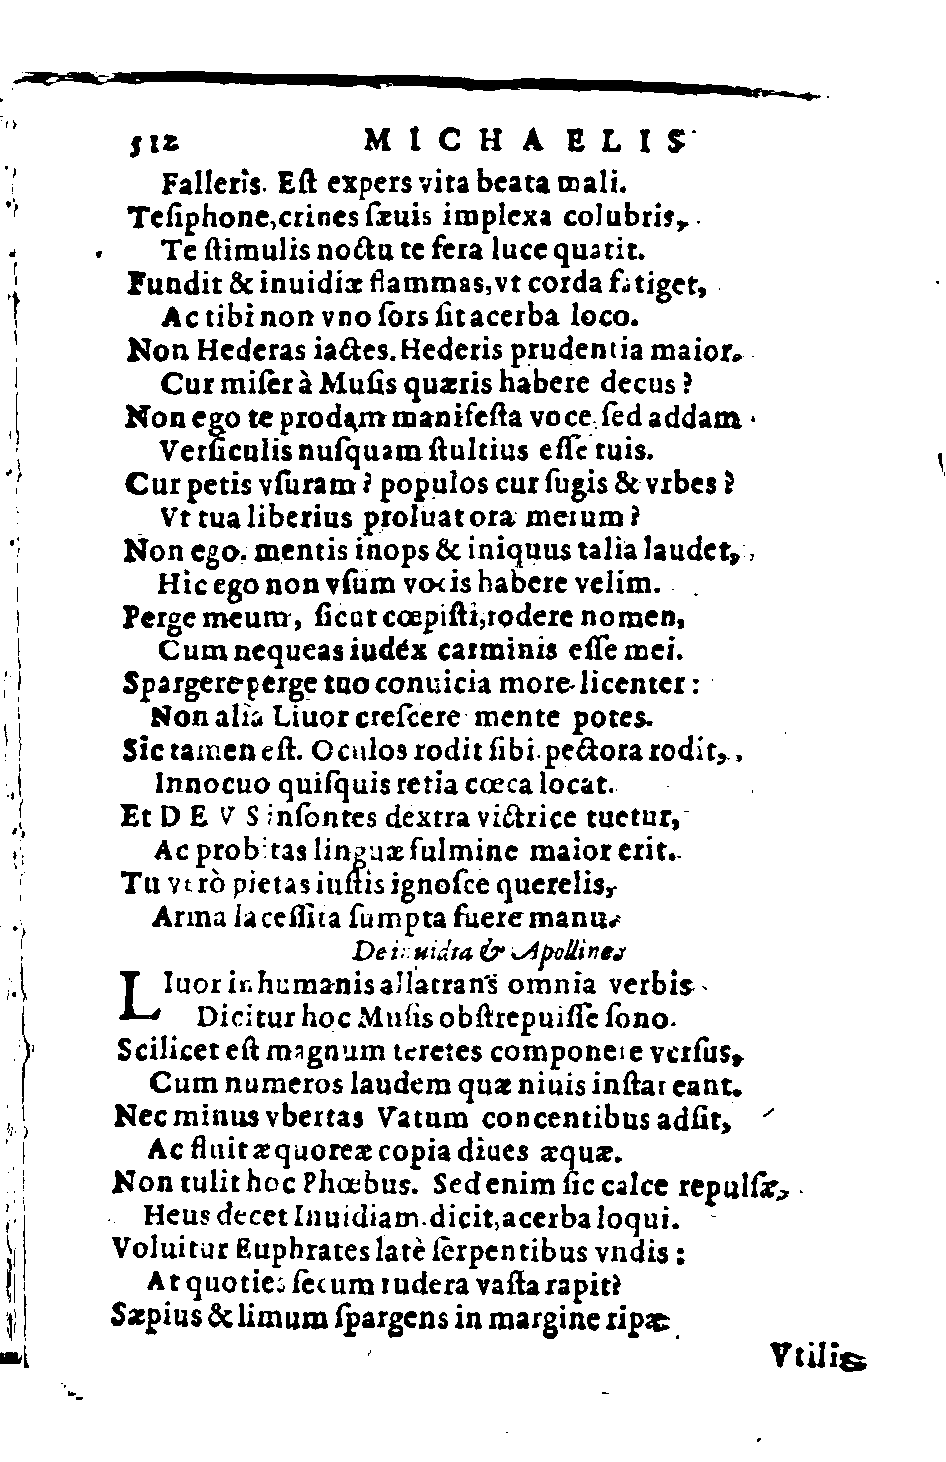 512 MICHAELIS
Falleris. Eſt expers vita beata mali.
Teſiphone, crines ſæuis implexa colubris,
Te ſtimulis noctu te fera luce quatit.
Fundit & inuidiæ flammas, vt corda fatiget,
Ac tibi non vno ſors ſit acerba loco.
Non Hederas iactes. Hederis prudentia maior.
Cur miſer à Muſis quæris habere decus?
Non ego te prodam manifeſta voce. ſed addam
Verſiculis nuſquam ſtultius eſſe tuis.
Cur petis vſuram? populos cur fugis & vrbes?
Vt tua liberius proluat ora merum?
Non ego. mentis inops & iniquus talia laudet,
Hic ego non vſum vocis habere velim.
Perge meum, ſicut cœpiſti, rodere nomen,
Cum nequeas iudex carminis eſſe mei.
Spargere perge tuo conuicia more licenter:
Non alia Liuor creſcere mente potes.
Sic tamen eſt. Oculos rodit ſibi pectora rodit,
Innocuo quiſquis retia cœca locat.
Et DEVS inſontes dextra victrice tuetur,
Ac probitas linguæ fulmine maior erit.
Tu vero pietas iuſtis ignoſce querelis,
Arma laceſſita ſumpta fuere manu.
De inuidia & Apolline.
LIuor inhumanis allatrans omnia verbis
Dicitur hoc Muſis obſtrepuiſſe ſono.
Scilicet eſt magnum teretes componere verſus,
Cum numeros laudem quæ niuis inſtar eant.
Nec minus vbertas Vatum concentibus adſit,
Ac fluit æquoreæ copia diues æquæ.
Non tulit hoc Phœbus. Sed enim ſic calce repulſæ,
Heus decet Inuidiam dicit, acerba loqui.
Voluitur Euphrates latè ſerpentibus vndis:
At quoties ſecum rudera vaſta rapit?
Sæpius & limum ſpargens in margine ripæ
Vtilis